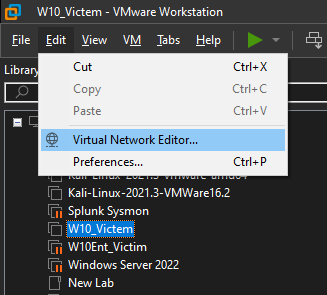 W10_Victem - VMware Workstation
File Edit View VM Tabs Help
Library
Cut Ctrl+X
Copy Ctrl+C
Paste Ctrl+V
Virtual Network Editor...
Preferences... Ctrl+P
Kali-Linux-2021.3-VMWare-amd64
Kali-Linux-2021.3-VMWare16.2
Splunk Sysmon
W10_Victem
W10Ent_Victim
Windows Server 2022
New Lab